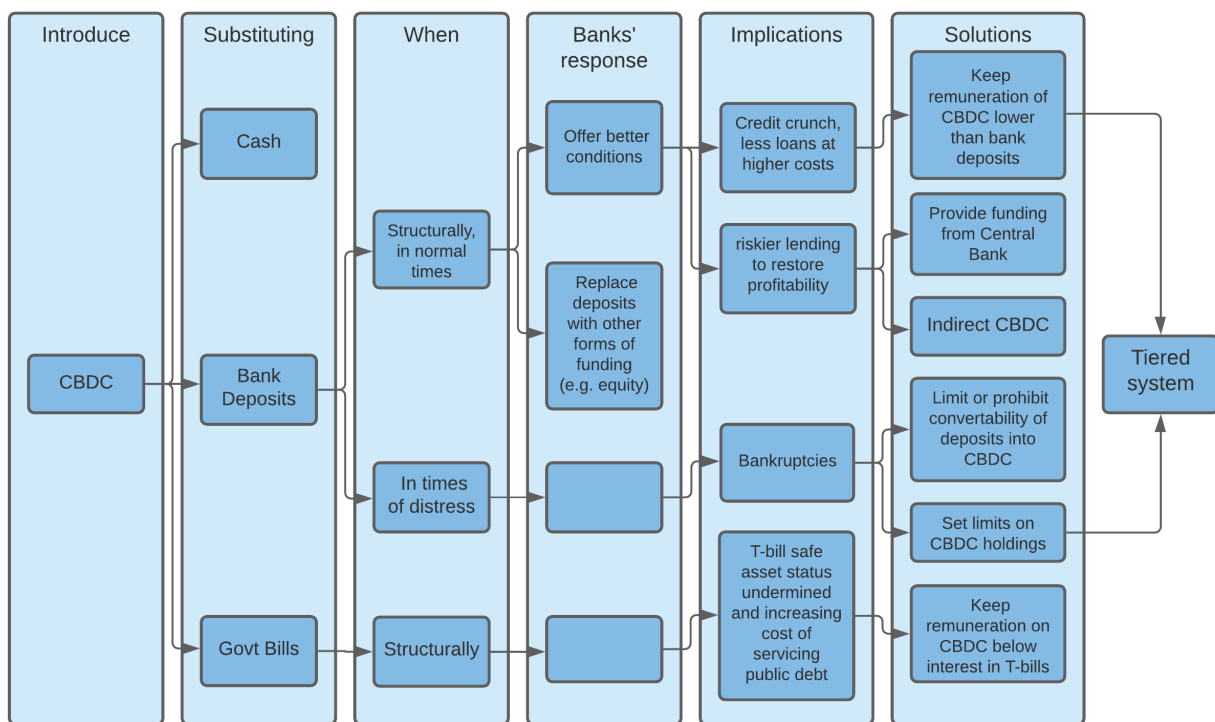 Introduce
Substituting
When
Banks'
response
Implications
Solutions
CBDC
Cash
Bank
Deposits
Govt Bills
Structurally,
in normal
times
In times
of distress
Structurally
Offer better
conditions
Replace
deposits
with other
forms of
funding
(e.g. equity)
Credit crunch,
less loans at
higher costs
riskier lending
to restore
profitability
Bankruptcies
T-bill safe
asset status
undermined
and increasing
cost of
servicing
public debt
Keep
remuneration of
CBDC lower
than bank
deposits
Provide funding
from Central
Bank
Indirect CBDC
Limit or prohibit
convertability of
deposits into
CBDC
Set limits on
CBDC holdings
Keep
remuneration on
CBDC below
interest in T-bills
Tiered
system